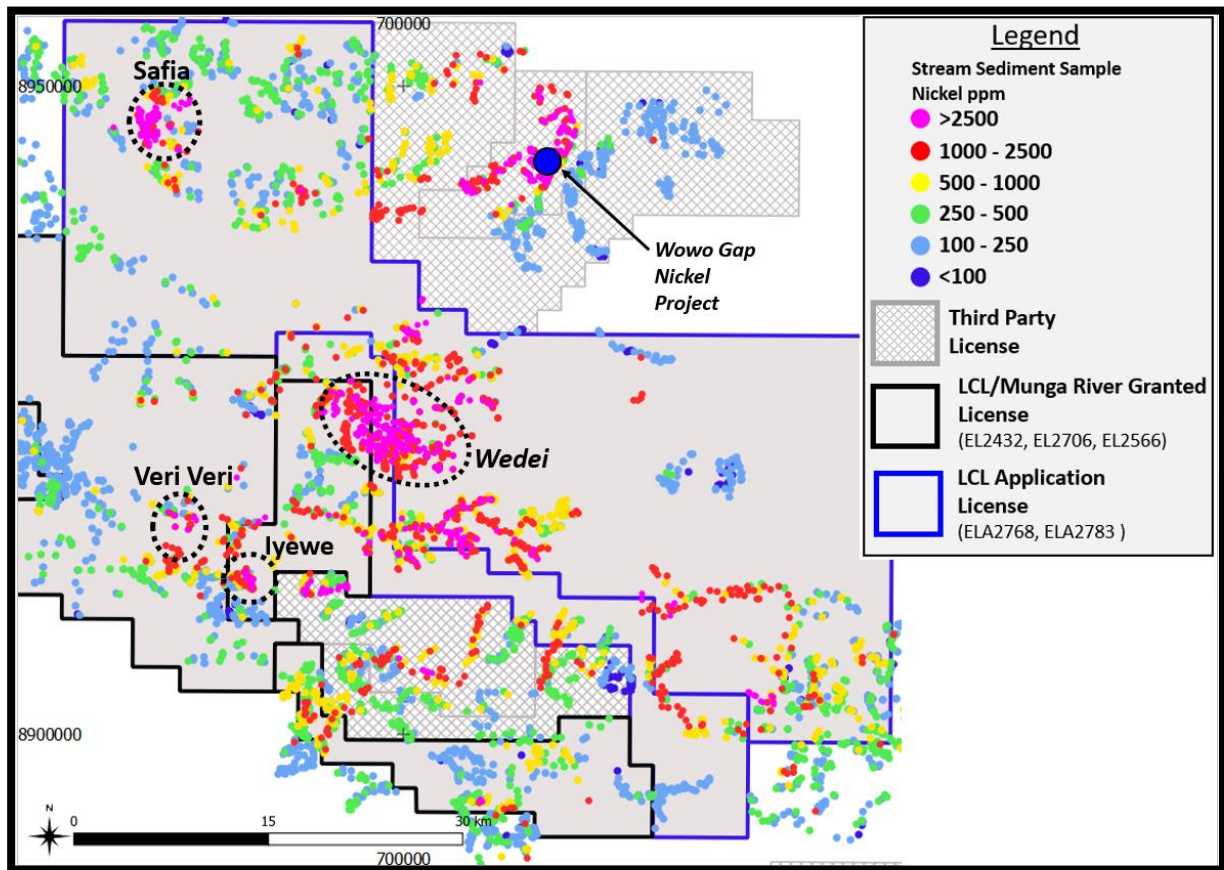 700000
Safia
8950000
Wowo Gap
Nickel
Project
Wedei
Veri Veri
Iyewe
8900000
N
0 15 30 km
700000
Legend
Stream Sediment Sample
Nickel ppm
>2500
1000 - 2500
500 - 1000
250 - 500
100 - 250
<100
Third Party
License
LCL/Munga River Granted
License
(EL2432, EL2706, EL2566)
LCL Application
License
(ELA2768, ELA2783 )